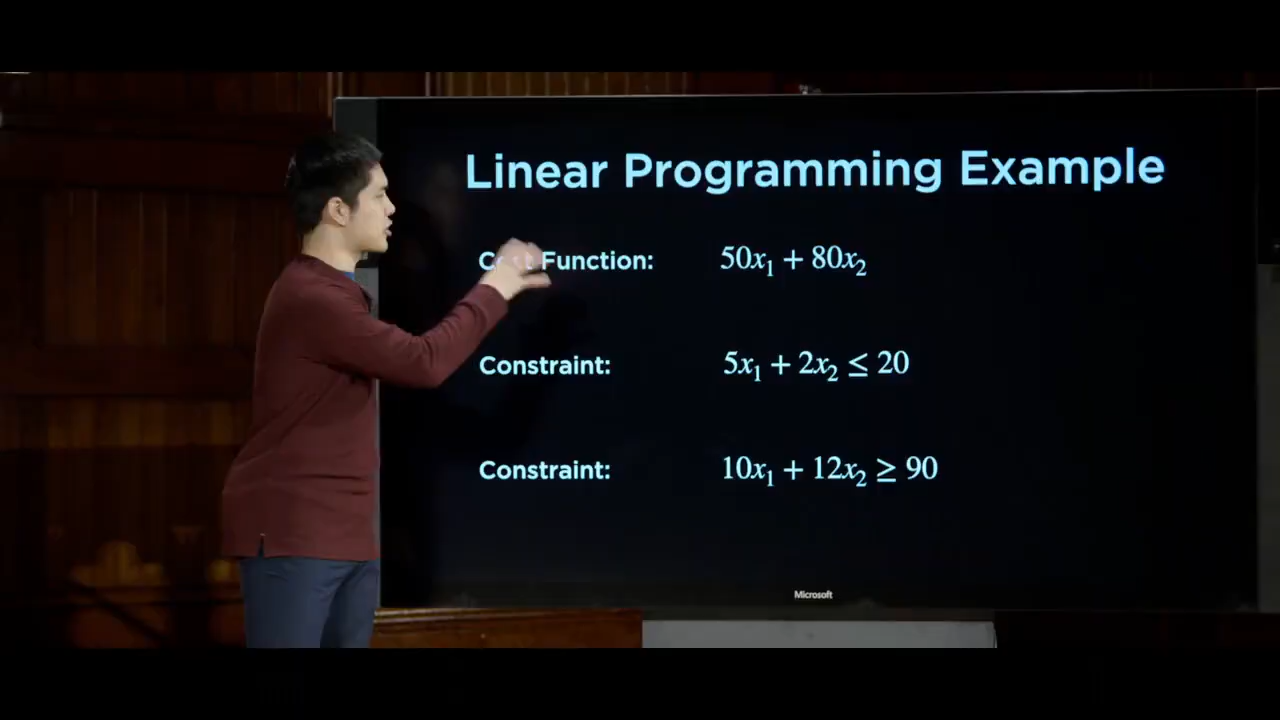 Linear Programming Example
Function: 50x₁ + 80x₂
Constraint: 5x₁ + 2x₂ ≤ 20
Constraint: 10x₁ + 12x₂ ≥ 90
Microsoft